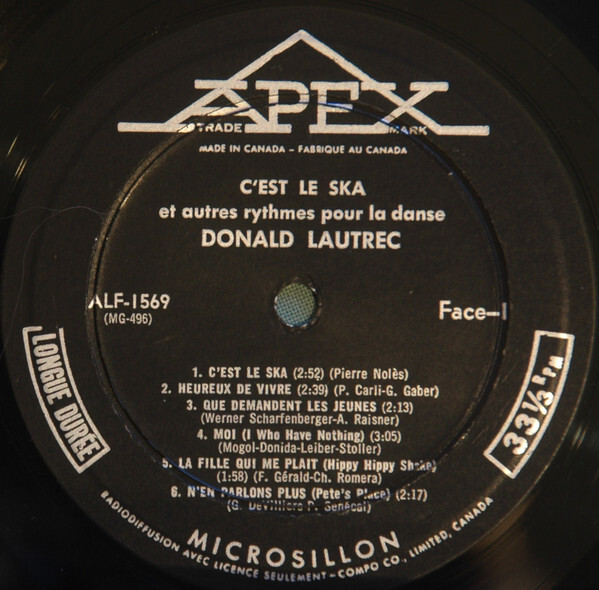 APEX
TRADE MARK
MADE IN CANADA – FABRIQUE AU CANADA
C'EST LE SKA
et autres rythmes pour la danse
DONALD LAUTREC
ALF-1569
(MG-496)
Face-1
1. C'EST LE SKA (2:52) (Pierre Nolès)
2. HEUREUX DE VIVRE (2:39) (P. Carli-G. Gaber)
3. QUE DEMANDENT LES JEUNES (2:13)
(Werner Scharfenberger-A. Raisner)
4. MOI (I Who Have Nothing) (3:05)
(Mogol-Donida-Leiber-Stoller)
5. LA FILLE QUI ME PLAIT (Hippy Hippy Shake)
(1:58) (F. Gérald-Ch. Romera)
6. N'EN PARLONS PLUS (Pete's Place) (2:17)
(G. DeVilliers P. Senécal)
LONGUE DURÉE
33 1/3 RPM
MICROSILLON
RADIODIFFUSION AVEC LICENCE SEULEMENT – COMPO CO., LIMITED, CANADA